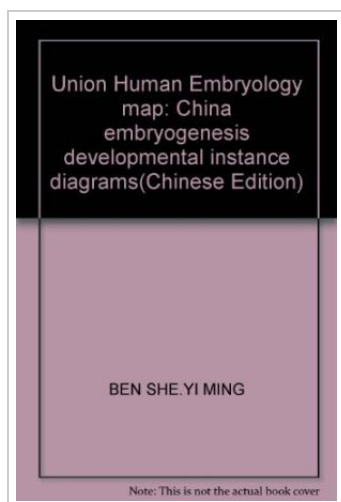 Union Human Embryology
map: China
embryogenesis
developmental instance
diagrams(Chinese Edition)
BEN SHE.YI MING
Note: This is not the actual book cover